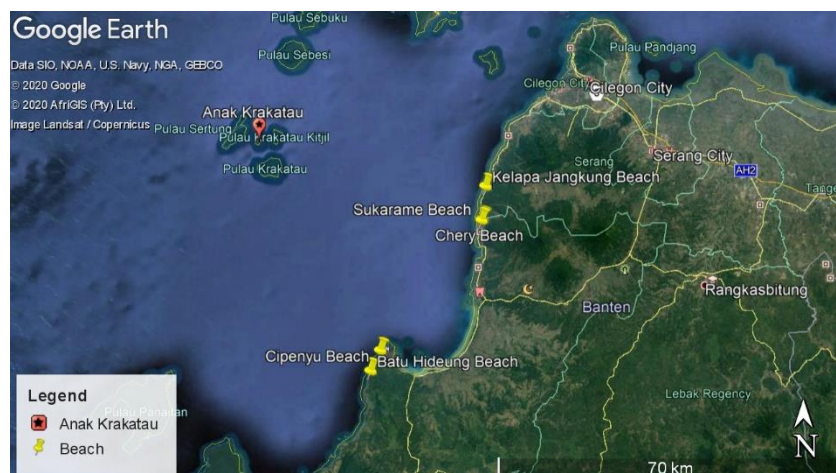 Google Earth
Data SIO, NOAA, U.S. Navy, NGA, GEBCO
© 2020 Google
© 2020 AfriGIS (Pty) Ltd.
Image Landsat / Copernicus
Pulau Sebuku
Pulau Sebesi
Pulau Pandjang
Cilegon City
Cilegon City
Anak Krakatau
Pulau Sertung
Pulau Krakatau Kitjil
Pulau Krakatau
Serang
Serang City
AH2
Kelapa Jangkung Beach
Sukarame Beach
Chery Beach
Rangkasbitung
Banten
Cipenyu Beach
Batu Hideung Beach
Lebak Regency
Pulau Panaitan
Legend
Anak Krakatau
Beach
N
70 km